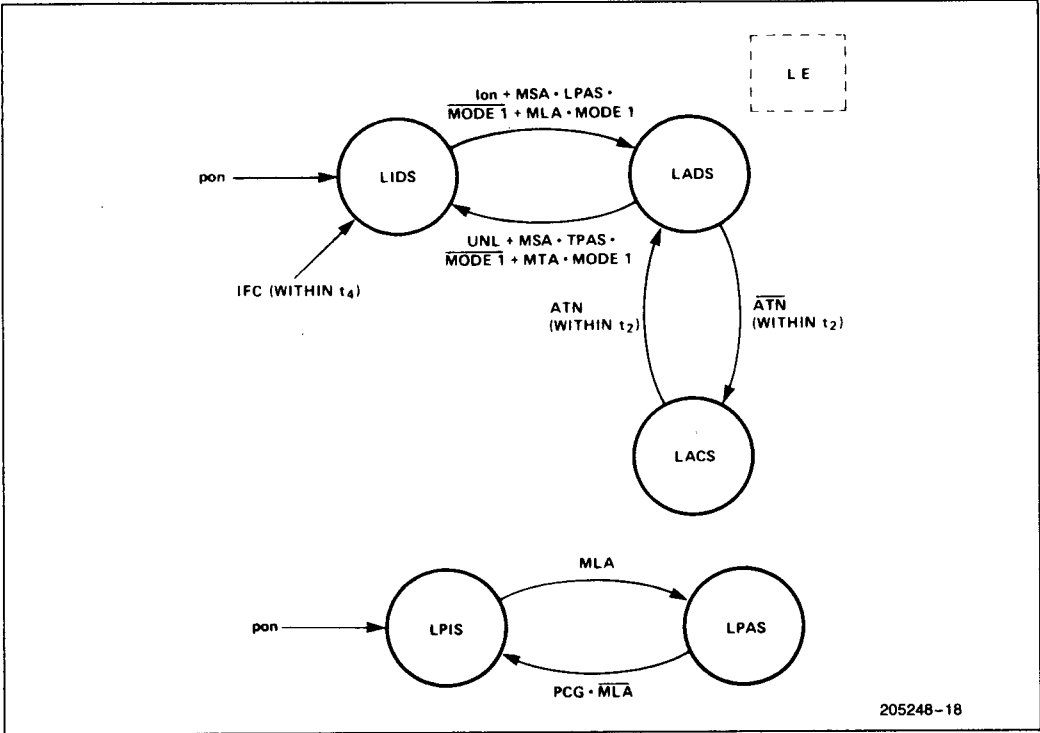 L E
Ion + MSA • LPAS •
MODE 1 + MLA • MODE 1
pon
LIDS
LADS
UNL + MSA • TPAS •
MODE 1 + MTA • MODE 1
IFC (WITHIN t₄)
ATN
(WITHIN t₂)
ATN
(WITHIN t₂)
LACS
MLA
pon
LPIS
LPAS
PCG • MLA
205248-18